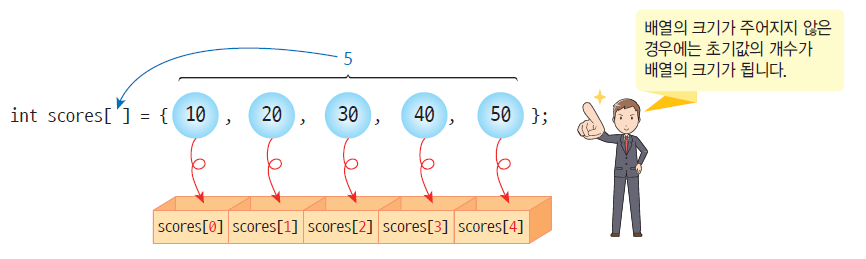 배열의 크기가 주어지지 않은
경우에는 초기값의 개수가
배열의 크기가 됩니다.
5
int scores[ ] = { 10 , 20 , 30 , 40 , 50 };
scores[0] scores[1] scores[2] scores[3] scores[4]